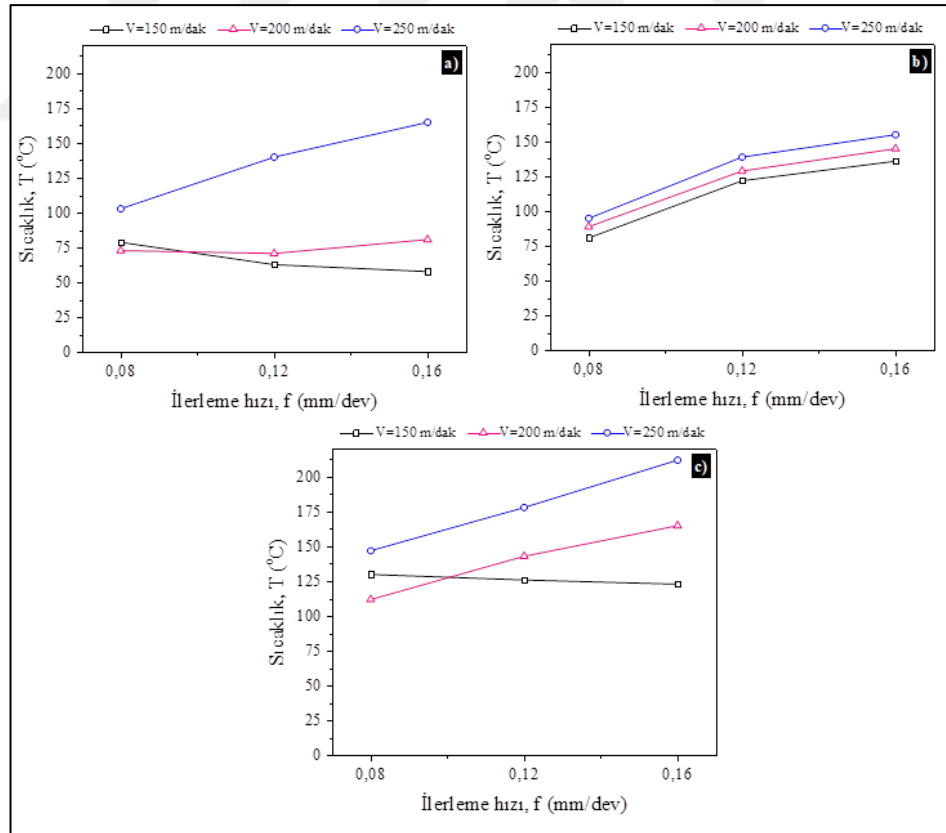 V=150 m/dak V=200 m/dak V=250 m/dak
a)
Sıcaklık, T (°C)
200
175
150
125
100
75
50
25
0
0,08 0,12 0,16
İlerleme hızı, f (mm/dev)
V=150 m/dak V=200 m/dak V=250 m/dak
b)
Sıcaklık, T (°C)
200
175
150
125
100
75
50
25
0
0,08 0,12 0,16
İlerleme hızı, f (mm/dev)
V=150 m/dak V=200 m/dak V=250 m/dak
c)
Sıcaklık, T (°C)
200
175
150
125
100
75
50
25
0
0,08 0,12 0,16
İlerleme hızı, f (mm/dev)